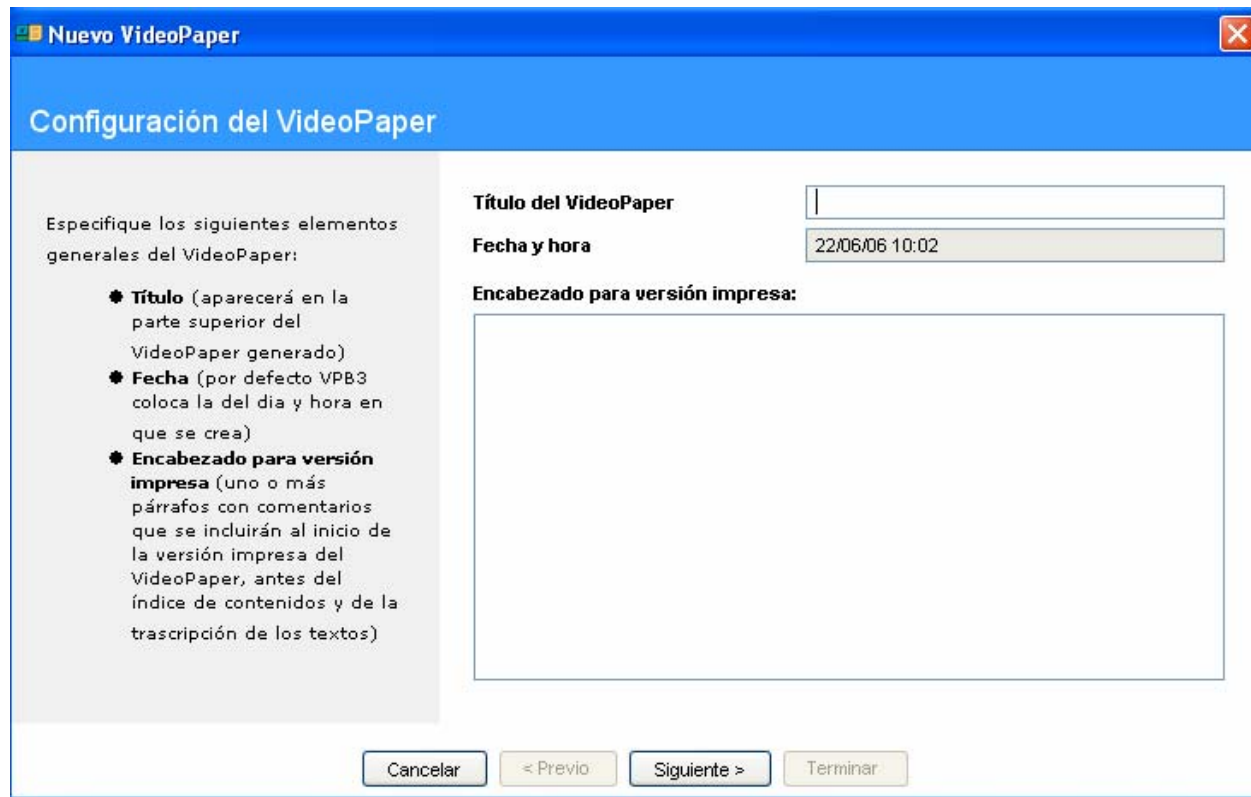 Nuevo VideoPaper
Configuración del VideoPaper
Especifique los siguientes elementos
generales del VideoPaper:
Título (aparecerá en la
parte superior del
VideoPaper generado)
Fecha (por defecto VPB3
coloca la del dia y hora en
que se crea)
Encabezado para versión
impresa (uno o más
párrafos con comentarios
que se incluirán al inicio de
la versión impresa del
VideoPaper, antes del
índice de contenidos y de la
trascripción de los textos)
Título del VideoPaper
Fecha y hora 22/06/06 10:02
Encabezado para versión impresa:
Cancelar < Previo Siguiente > Terminar